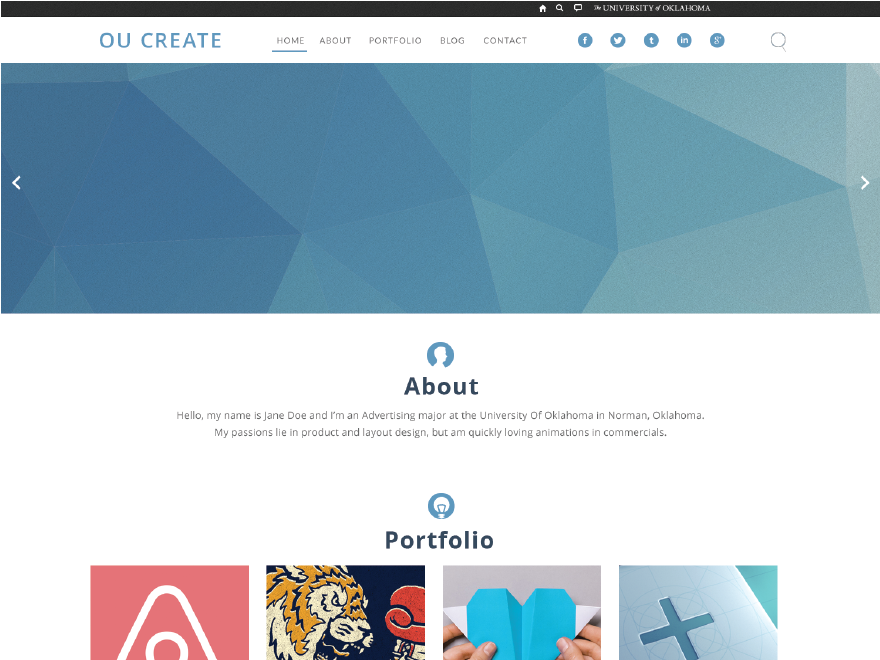 The UNIVERSITY of OKLAHOMA
OU CREATE
HOME ABOUT PORTFOLIO BLOG CONTACT
About
Hello, my name is Jane Doe and I'm an Advertising major at the University Of Oklahoma in Norman, Oklahoma.
My passions lie in product and layout design, but am quickly loving animations in commercials.
Portfolio